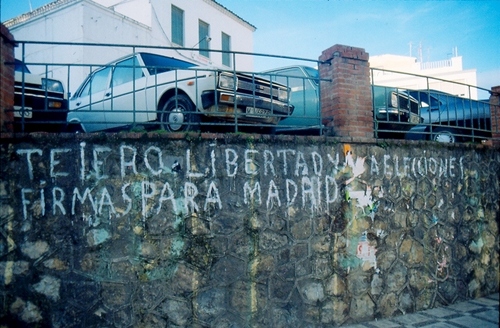 TEJERO LIBERTAD Y A ELECCIONES
FIRMAS PARA MADRID